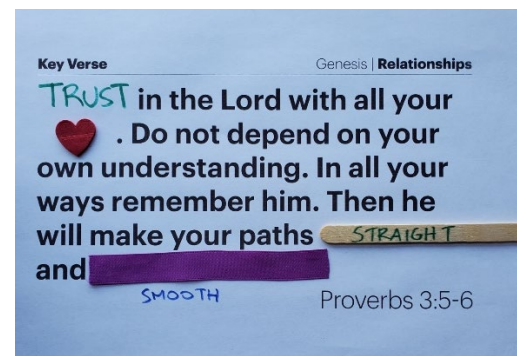 Key Verse Genesis | Relationships
TRUST in the Lord with all your
. Do not depend on your
own understanding. In all your
ways remember him. Then he
will make your paths STRAIGHT
and
SMOOTH
Proverbs 3:5-6